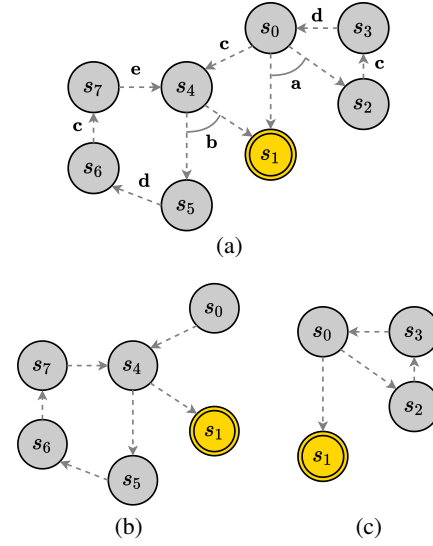 s0 d s3
c
a c
s7 e s4 s2
b s1
c
s6 d s5
(a)
s0
s7 s4
s1
s6 s5
(b)
s0 s3
s2
s1
(c)